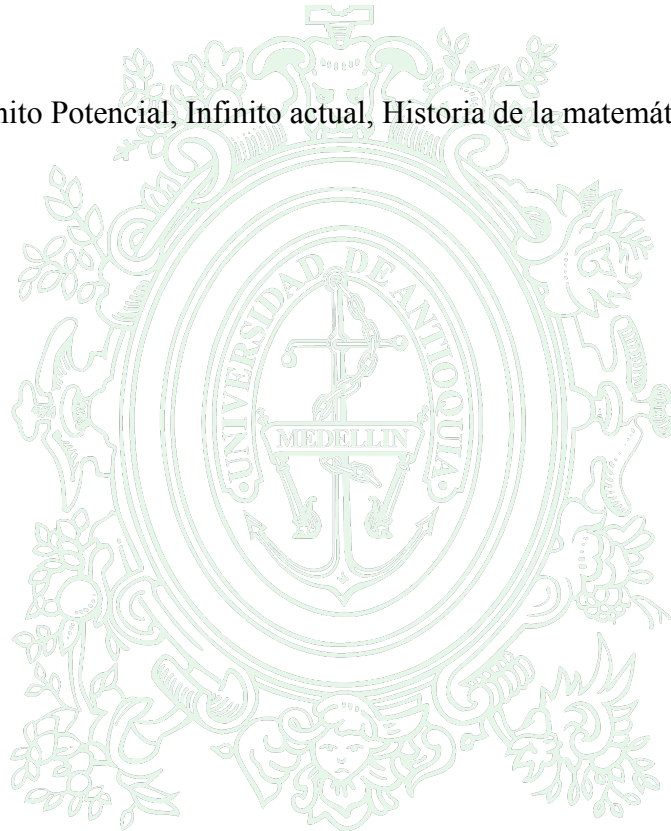 nito Potencial, Infinito actual, Historia de la matemát
UNIVERSIDAD DE ANTIOQUIA
MEDELLIN